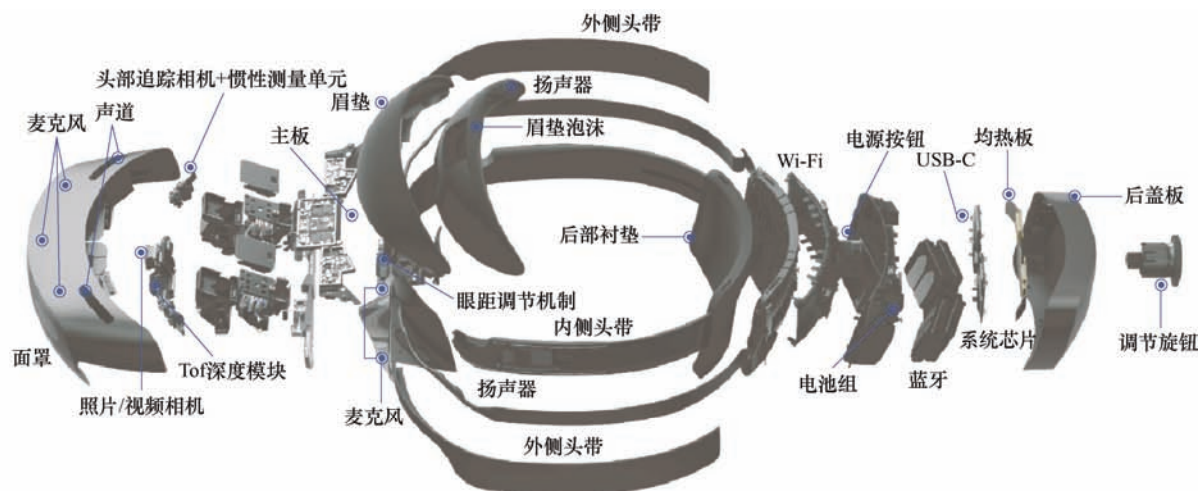 外侧头带
头部追踪相机+惯性测量单元
扬声器
眉垫
声道
麦克风
眉垫泡沫
主板
电源按钮
均热板
Wi-Fi
USB-C
后盖板
后部衬垫
眼距调节机制
内侧头带
系统芯片
调节旋钮
面罩
Tof深度模块
电池组
蓝牙
扬声器
照片/视频相机
麦克风
外侧头带